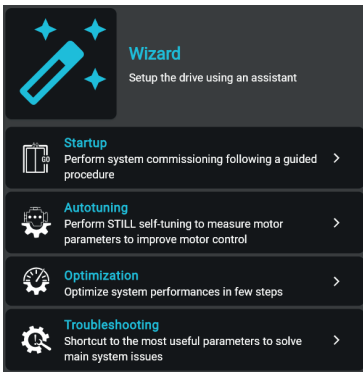 Wizard
Setup the drive using an assistant
GO
Startup
Perform system commissioning following a guided
procedure
Autotuning
Perform STILL self-tuning to measure motor
parameters to improve motor control
Optimization
Optimize system performances in few steps
Troubleshooting
Shortcut to the most useful parameters to solve
main system issues